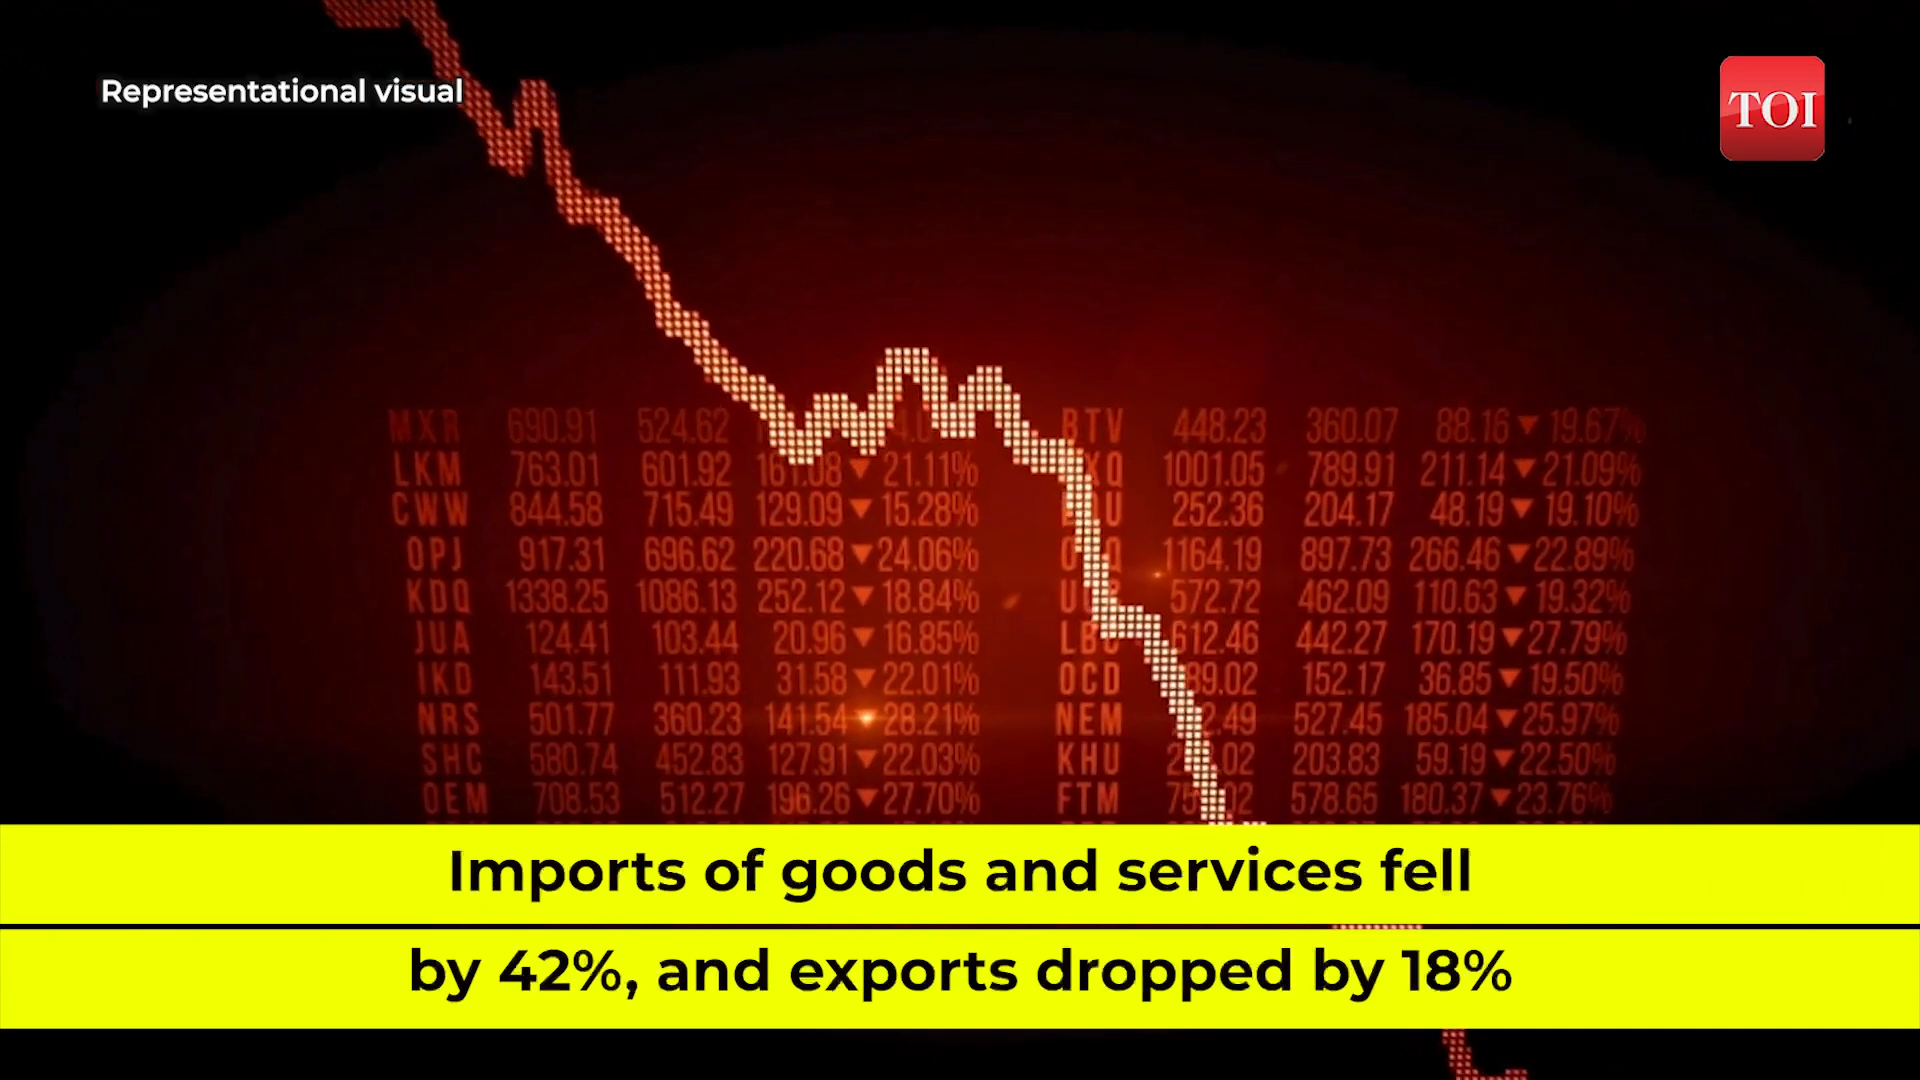 Representational visual
TOI
MXR 690.91 524.62
BTV 448.23 360.07 88.16 ▼ 19.67%
LKM 763.01 601.92 161.08 ▼ 21.11%
1001.05 789.91 211.14 ▼ 21.09%
CWW 844.58 715.49 129.09 ▼ 15.28%
252.36 204.17 48.19 ▼ 19.10%
OPJ 917.31 696.62 220.68 ▼ 24.06%
1164.19 897.73 266.46 ▼ 22.89%
KDQ 1338.25 1086.13 252.12 ▼ 18.84%
572.72 462.09 110.63 ▼ 19.32%
JUA 124.41 103.44 20.96 ▼ 16.85%
612.46 442.27 170.19 ▼ 27.79%
IKD 143.51 111.93 31.58 ▼ 22.01%
OCD 152.17 36.85 ▼ 19.50%
NRS 501.77 360.23 141.54 ▼ 28.21%
NEM 527.45 185.04 ▼ 25.97%
SHC 580.74 452.83 127.91 ▼ 22.03%
KHU 203.83 59.19 ▼ 22.50%
OEM 708.53 512.27 196.26 ▼ 27.70%
FTM 578.65 180.37 ▼ 23.76%
Imports of goods and services fell
by 42%, and exports dropped by 18%